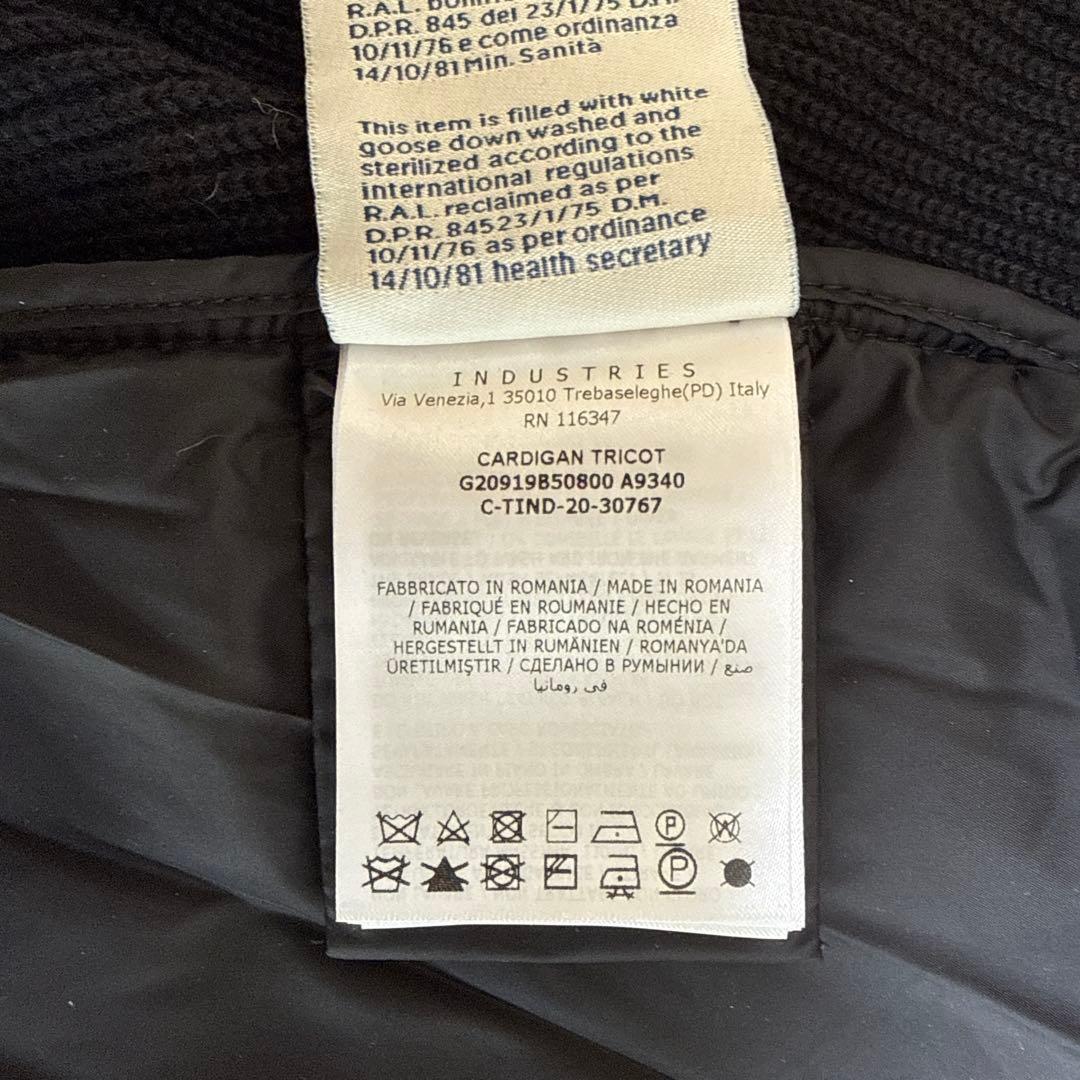 R.A.L.
D.P.R. 845 del 23/1/75 D.M.
10/11/76 e come ordinanza
14/10/81 Min. Sanità
This item is filled with white
goose down washed and
sterilized according to the
international regulations
R.A.L. reclaimed as per
D.P.R. 84523/1/75 D.M.
10/11/76 as per ordinance
14/10/81 health secretary
INDUSTRIES
Via Venezia,1 35010 Trebaseleghe(PD) Italy
RN 116347
CARDIGAN TRICOT
G20919B50800 A9340
C-TIND-20-30767
FABBRICATO IN ROMANIA / MADE IN ROMANIA
/ FABRIQUÉ EN ROUMANIE / HECHO EN
RUMANIA / FABRICADO NA ROMÉNIA /
HERGESTELLT IN RUMÄNIEN / ROMANYA'DA
ÜRETILMIŞTIR / СДЕЛАНО В РУМЫНИИ / صنع
في رومانيا
P W
P